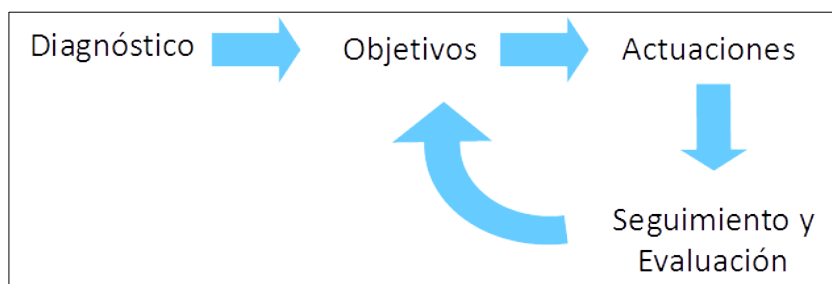 Diagnóstico
Objetivos
Actuaciones
Seguimiento y
Evaluación